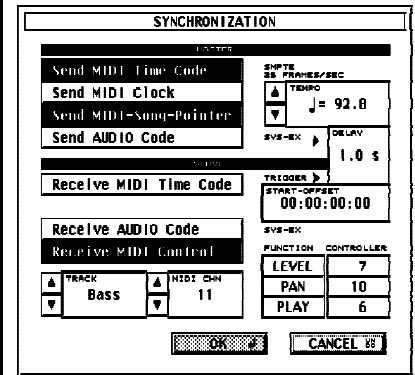 SYNCHRONIZATION
MASTER
Send MIDI Time Code
Send MIDI Clock
Send MIDI-Song-Pointer
Send AUDIO Code
SMPTE
25 FRAMES/SEC
TEMPO
♩= 92.8
SYS-EX
DELAY
1.0 s
SLAVE
Receive MIDI Time Code
TRIGGER
START-OFFSET
00:00:00:00
Receive AUDIO Code
Receive MIDI Control
SYS-EX
FUNCTION CONTROLLER
LEVEL 7
PAN 10
PLAY 6
TRACK
Bass
MIDI CHN
11
OK
CANCEL